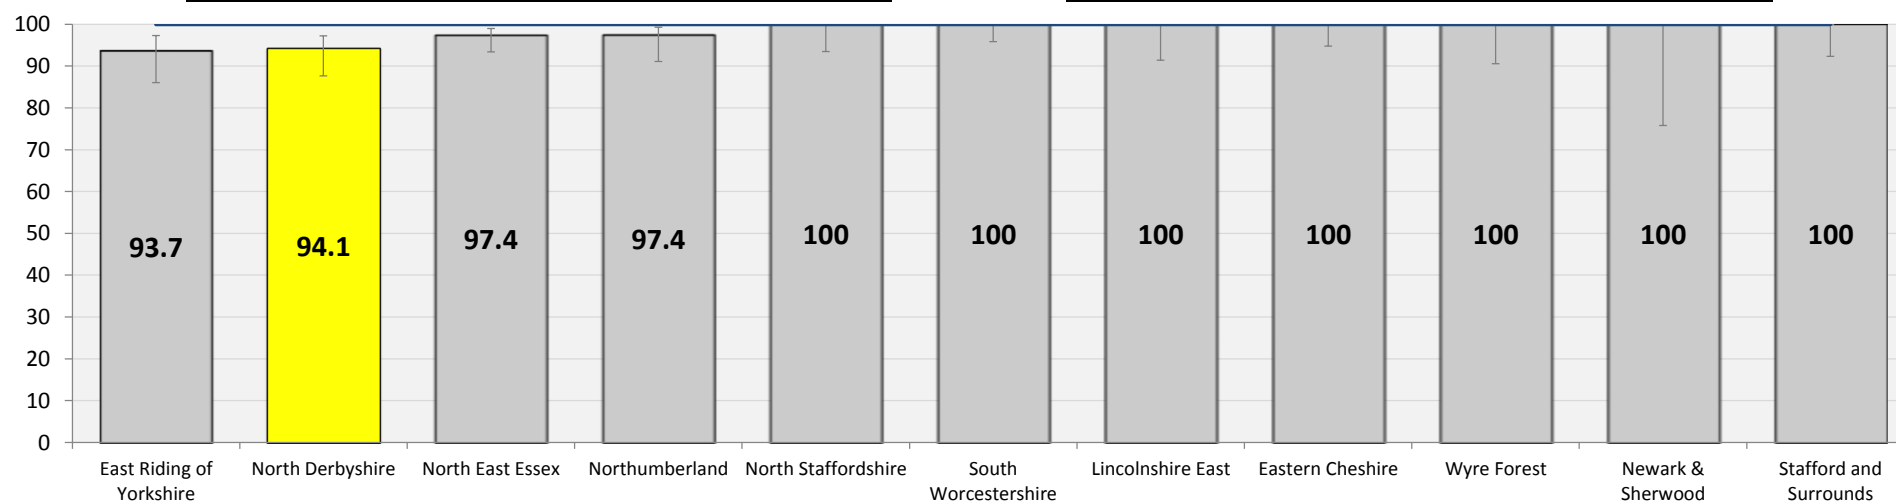 100
90
80
70
60
50
40
30
20
10
0
93.7
94.1
97.4
97.4
100
100
100
100
100
100
100
East Riding of
Yorkshire
North Derbyshire
North East Essex
Northumberland
North Staffordshire
South
Worcestershire
Lincolnshire East
Eastern Cheshire
Wyre Forest
Newark &
Sherwood
Stafford and
Surrounds